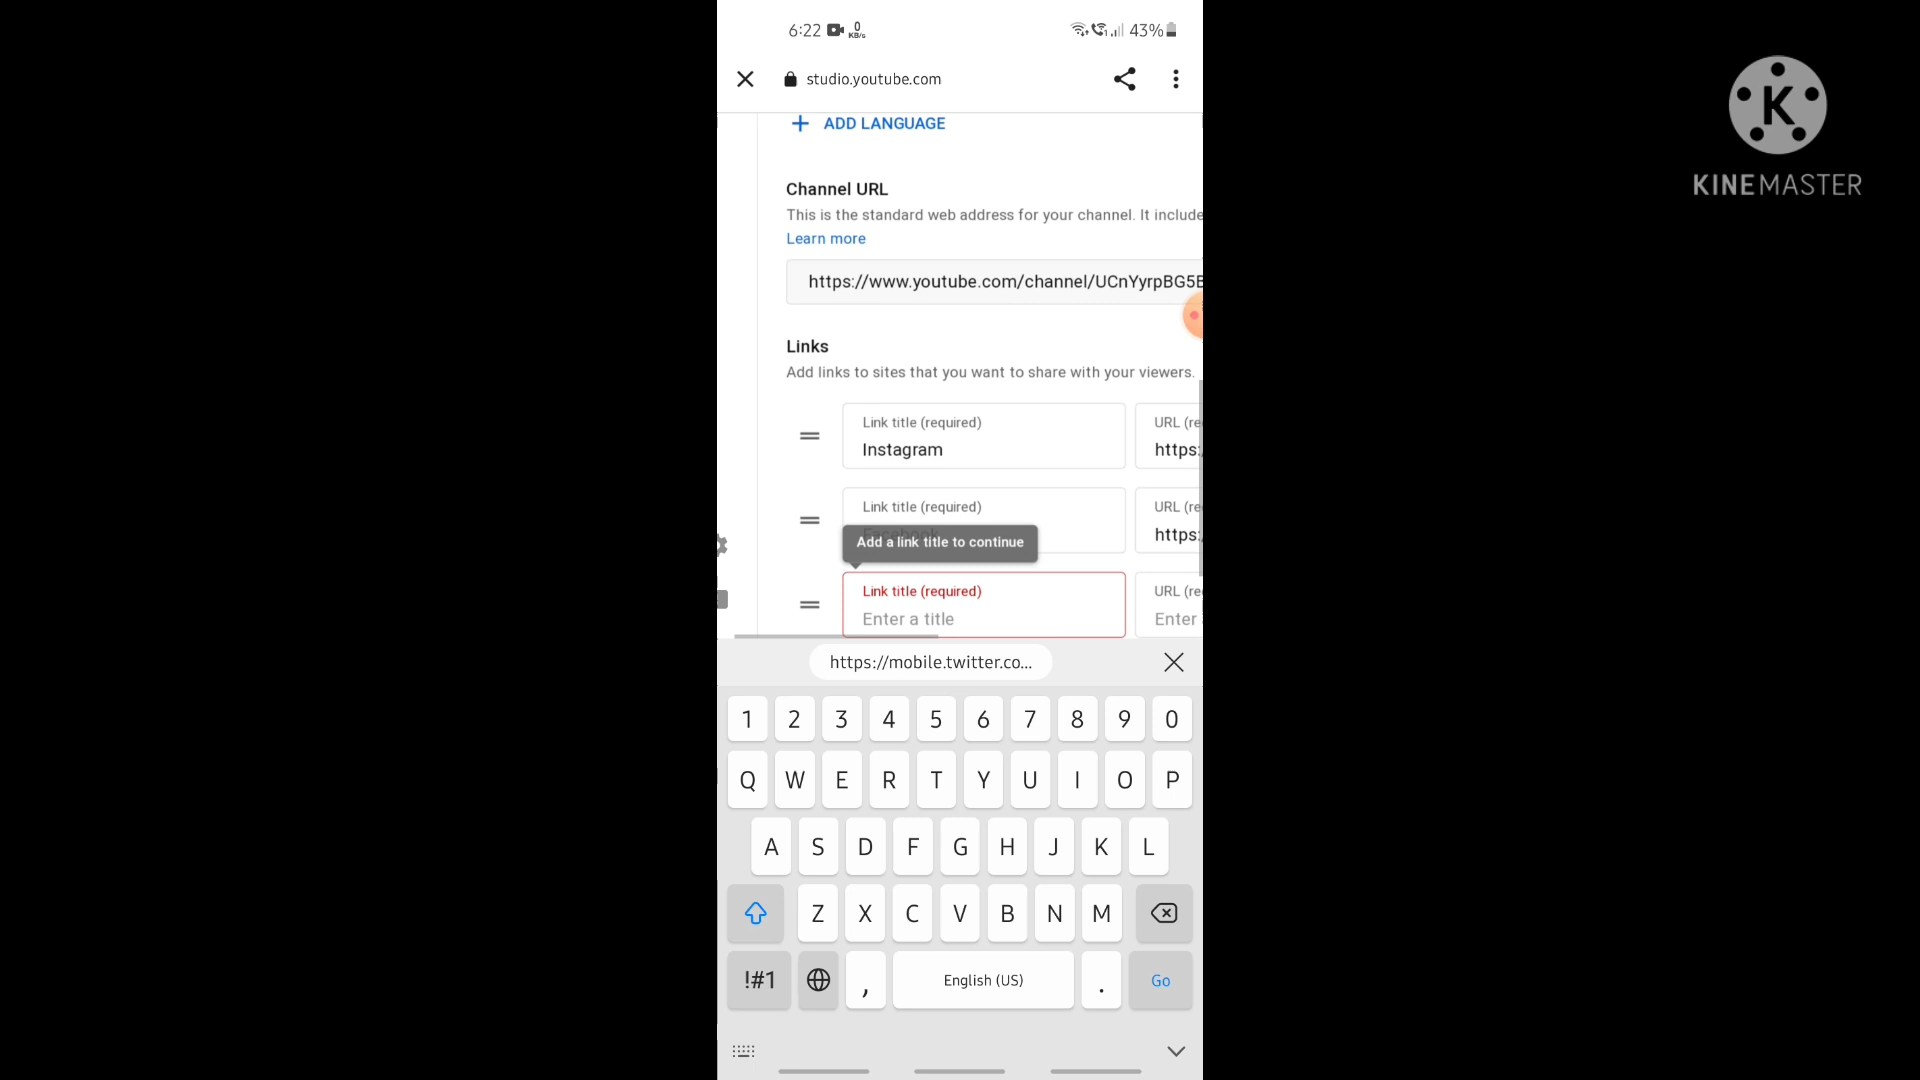 6:22 0 KB/s 43%
studio.youtube.com
+ ADD LANGUAGE
Channel URL
This is the standard web address for your channel. It include
Learn more
https://www.youtube.com/channel/UCnYyrpBG5E
Links
Add links to sites that you want to share with your viewers.
Link title (required) URL (re
Instagram https:/
Link title (required) URL (re
https:/
Add a link title to continue
Link title (required) URL (re
Enter a title Enter
https://mobile.twitter.co...
1 2 3 4 5 6 7 8 9 0
Q W E R T Y U I O P
A S D F G H J K L
Z X C V B N M
!#1 , English (US) . Go
K
KINEMASTER